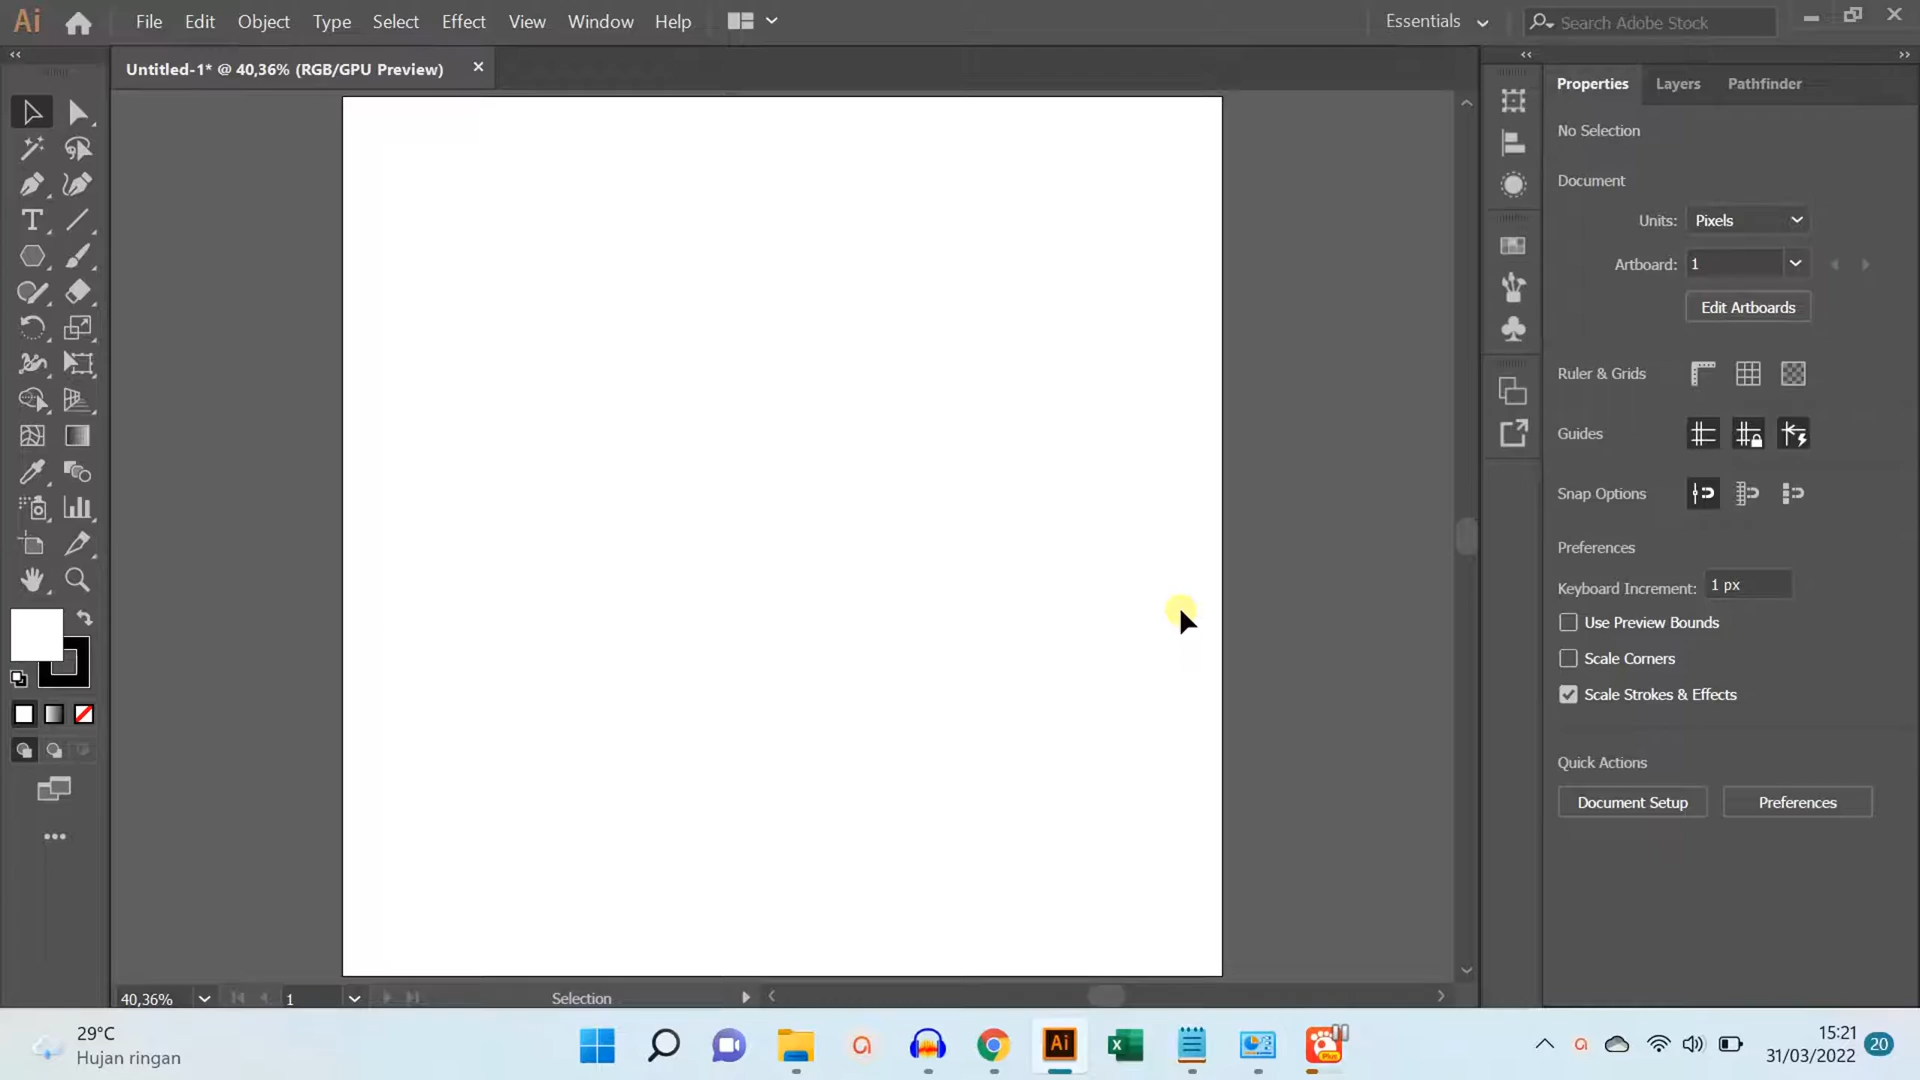 Ai File Edit Object Type Select Effect View Window Help Essentials Search Adobe Stock
Untitled-1* @ 40,36% (RGB/GPU Preview)
Properties Layers Pathfinder
No Selection
Document
Units: Pixels
Artboard: 1
Edit Artboards
Ruler & Grids
Guides
Snap Options
Preferences
Keyboard Increment: 1 px
Use Preview Bounds
Scale Corners
Scale Strokes & Effects
Quick Actions
Document Setup Preferences
40,36% 1 Selection
29°C
Hujan ringan
Ai
Plus
15:21
31/03/2022
20